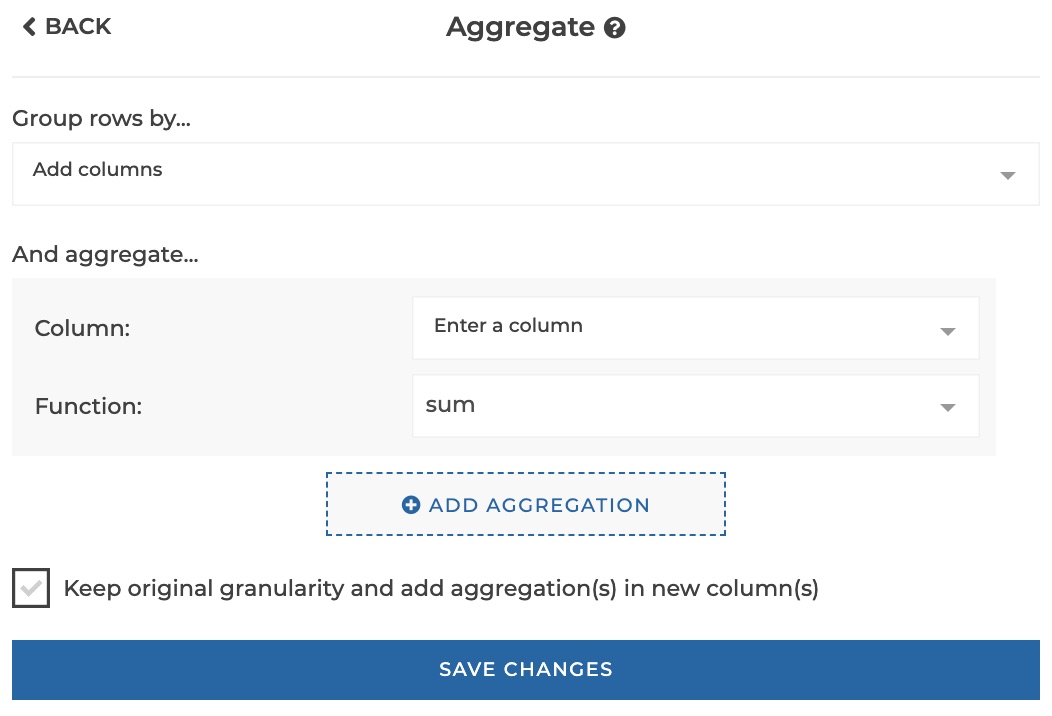 BACK
Aggregate ?
Group rows by...
Add columns
And aggregate...
Column:
Enter a column
Function:
sum
ADD AGGREGATION
Keep original granularity and add aggregation(s) in new column(s)
SAVE CHANGES